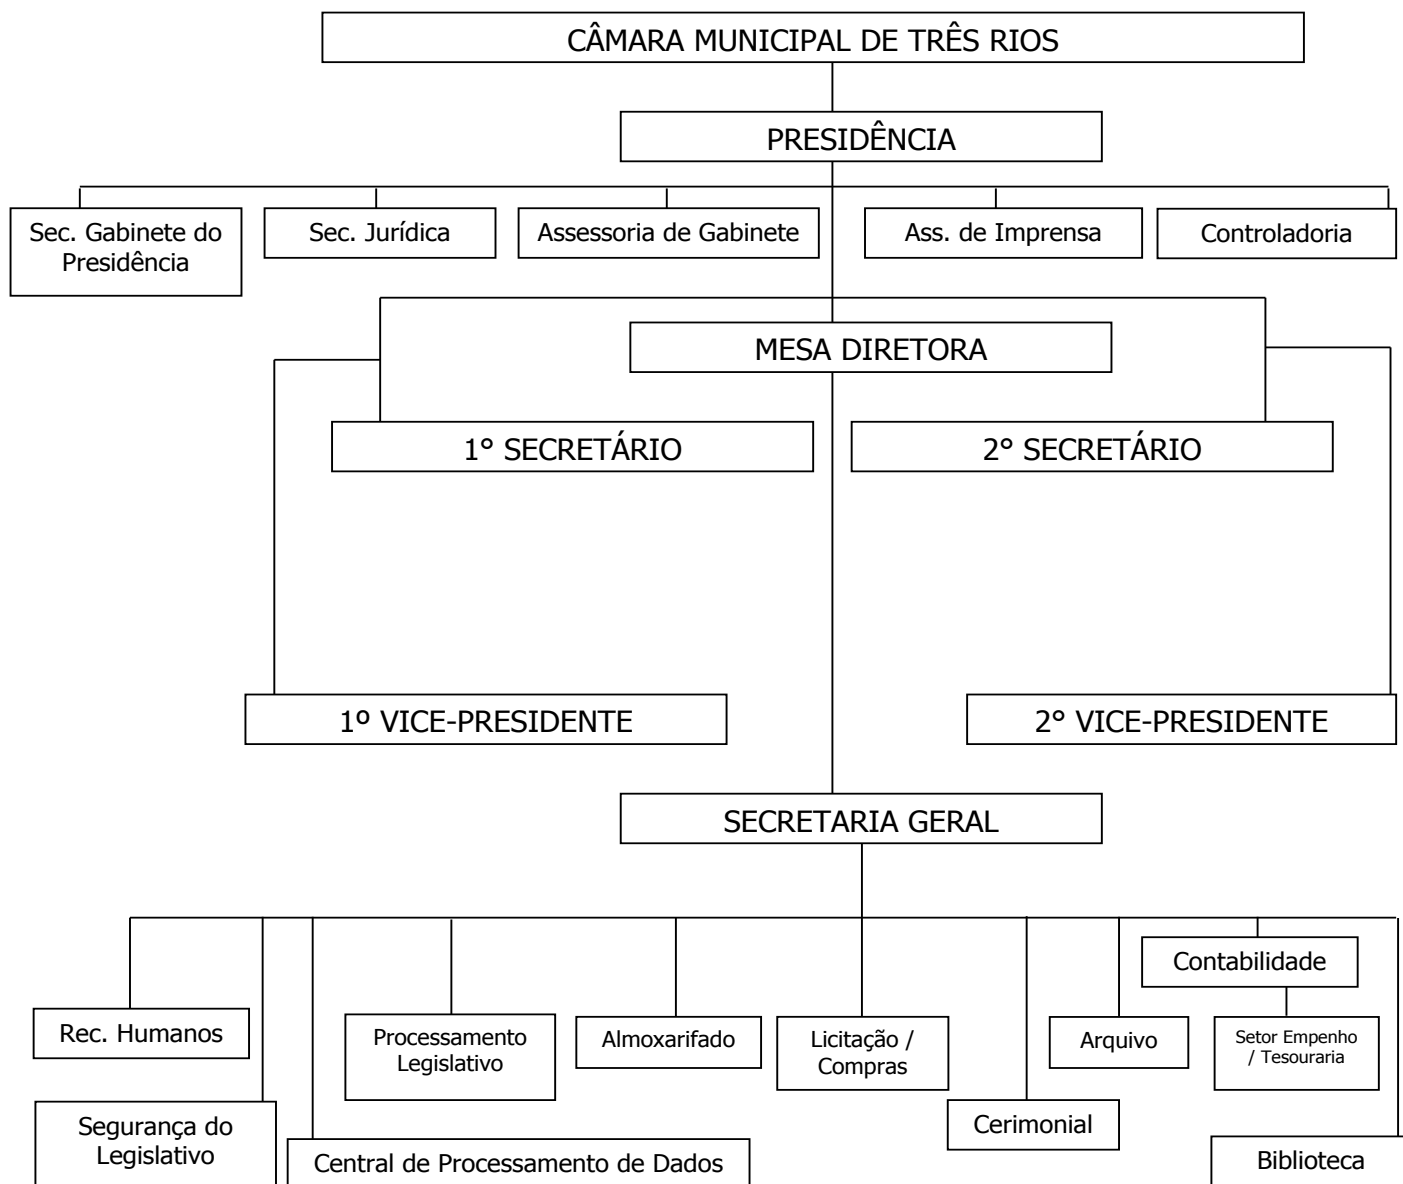 CÂMARA MUNICIPAL DE TRÊS RIOS
PRESIDÊNCIA
Sec. Gabinete do
Presidência
Sec. Jurídica
Assessoria de Gabinete
Ass. de Imprensa
Controladoria
MESA DIRETORA
1° SECRETÁRIO
2° SECRETÁRIO
1º VICE-PRESIDENTE
2° VICE-PRESIDENTE
SECRETARIA GERAL
Contabilidade
Rec. Humanos
Processamento
Legislativo
Almoxarifado
Licitação /
Compras
Arquivo
Setor Empenho
/ Tesouraria
Segurança do
Legislativo
Central de Processamento de Dados
Cerimonial
Biblioteca